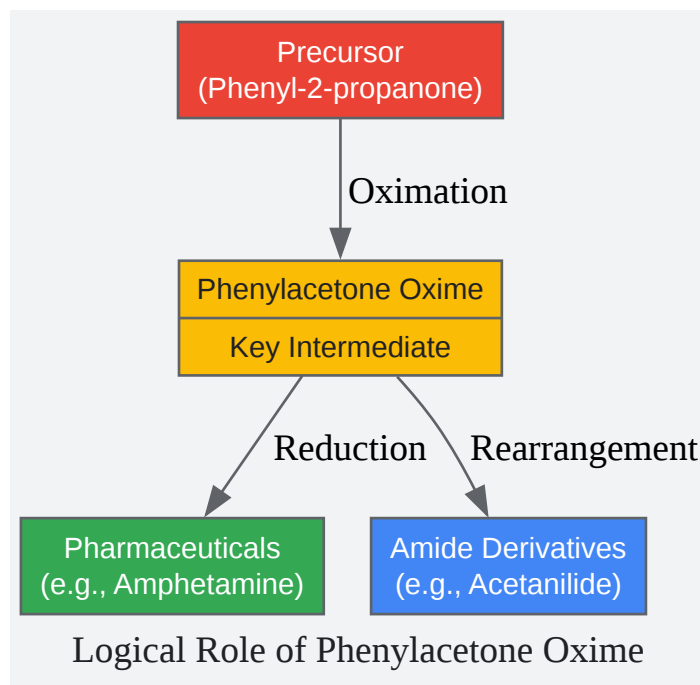 Precursor
(Phenyl-2-propanone)
Oximation
Phenylacetone Oxime
Key Intermediate
Reduction
Rearrangement
Pharmaceuticals
(e.g., Amphetamine)
Amide Derivatives
(e.g., Acetanilide)
Logical Role of Phenylacetone Oxime